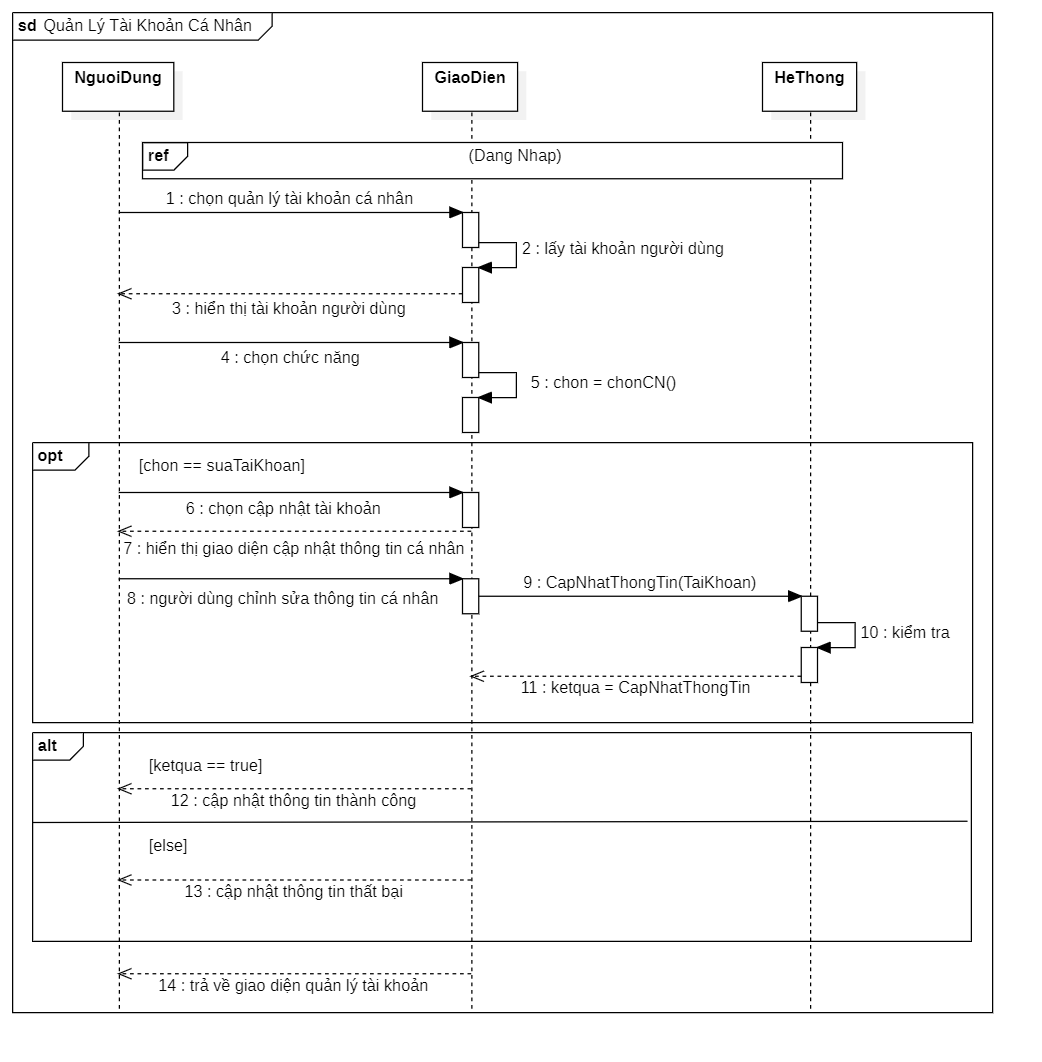 sd Quản Lý Tài Khoản Cá Nhân
NguoiDung
GiaoDien
HeThong
ref
(Dang Nhap)
1 : chọn quản lý tài khoản cá nhân
2 : lấy tài khoản người dùng
3 : hiển thị tài khoản người dùng
4 : chọn chức năng
5 : chon = chonCN()
opt
[chon == suaTaiKhoan]
6 : chọn cập nhật tài khoản
7 : hiển thị giao diện cập nhật thông tin cá nhân
8 : người dùng chỉnh sửa thông tin cá nhân
9 : CapNhatThongTin(TaiKhoan)
10 : kiểm tra
11 : ketqua = CapNhatThongTin
alt
[ketqua == true]
12 : cập nhật thông tin thành công
[else]
13 : cập nhật thông tin thất bại
14 : trả về giao diện quản lý tài khoản